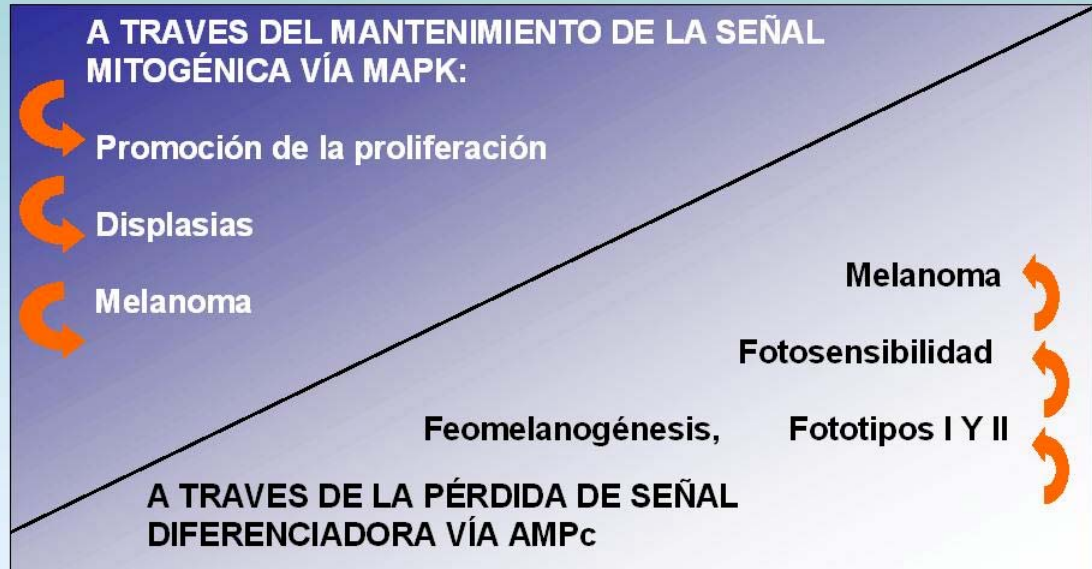 A TRAVES DEL MANTENIMIENTO DE LA SEÑAL
MITOGÉNICA VÍA MAPK:
Promoción de la proliferación
Displasias
Melanoma
Melanoma
Fotosensibilidad
Feomelanogénesis, Fototipos I Y II
A TRAVES DE LA PÉRDIDA DE SEÑAL
DIFERENCIADORA VÍA AMPc